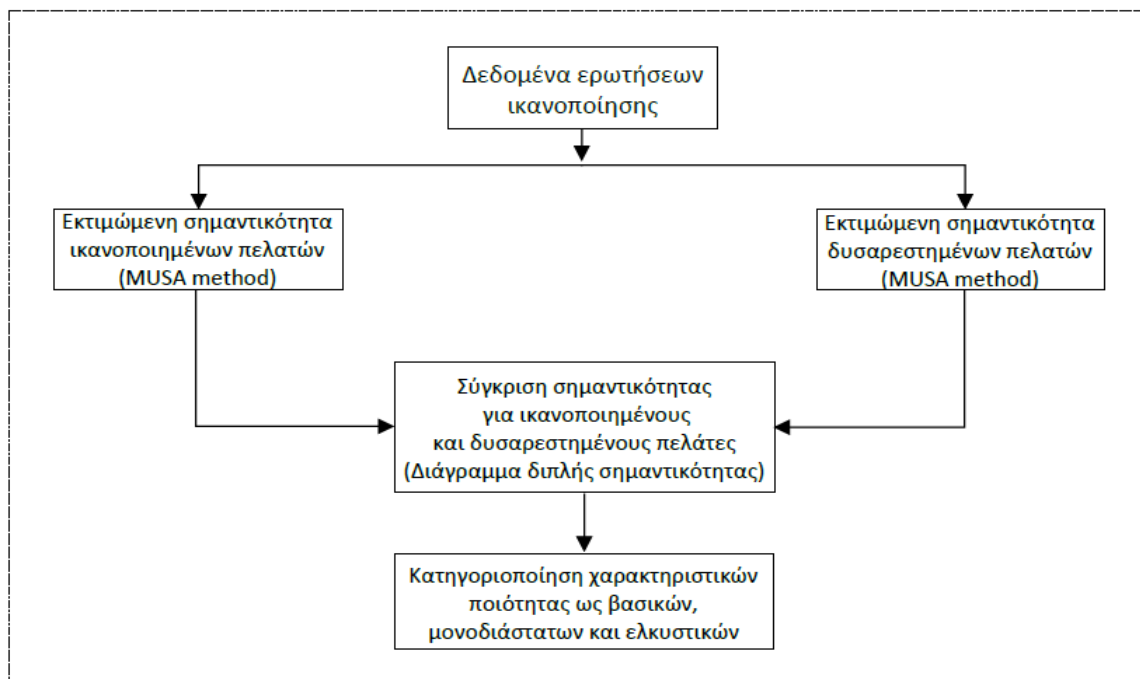 Δεδομένα ερωτήσεων
ικανοποίησης
Εκτιμώμενη σημαντικότητα
ικανοποιημένων πελατών
(MUSA method)
Εκτιμώμενη σημαντικότητα
δυσαρεστημένων πελατών
(MUSA method)
Σύγκριση σημαντικότητας
για ικανοποιημένους
και δυσαρεστημένους πελάτες
(Διάγραμμα διπλής σημαντικότητας)
Κατηγοριοποίηση χαρακτηριστικών
ποιότητας ως βασικών,
μονοδιάστατων και ελκυστικών